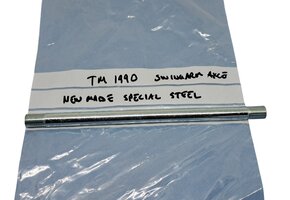 TM 1990 SWINGARM AXLE
NEW MADE SPECIAL STEEL